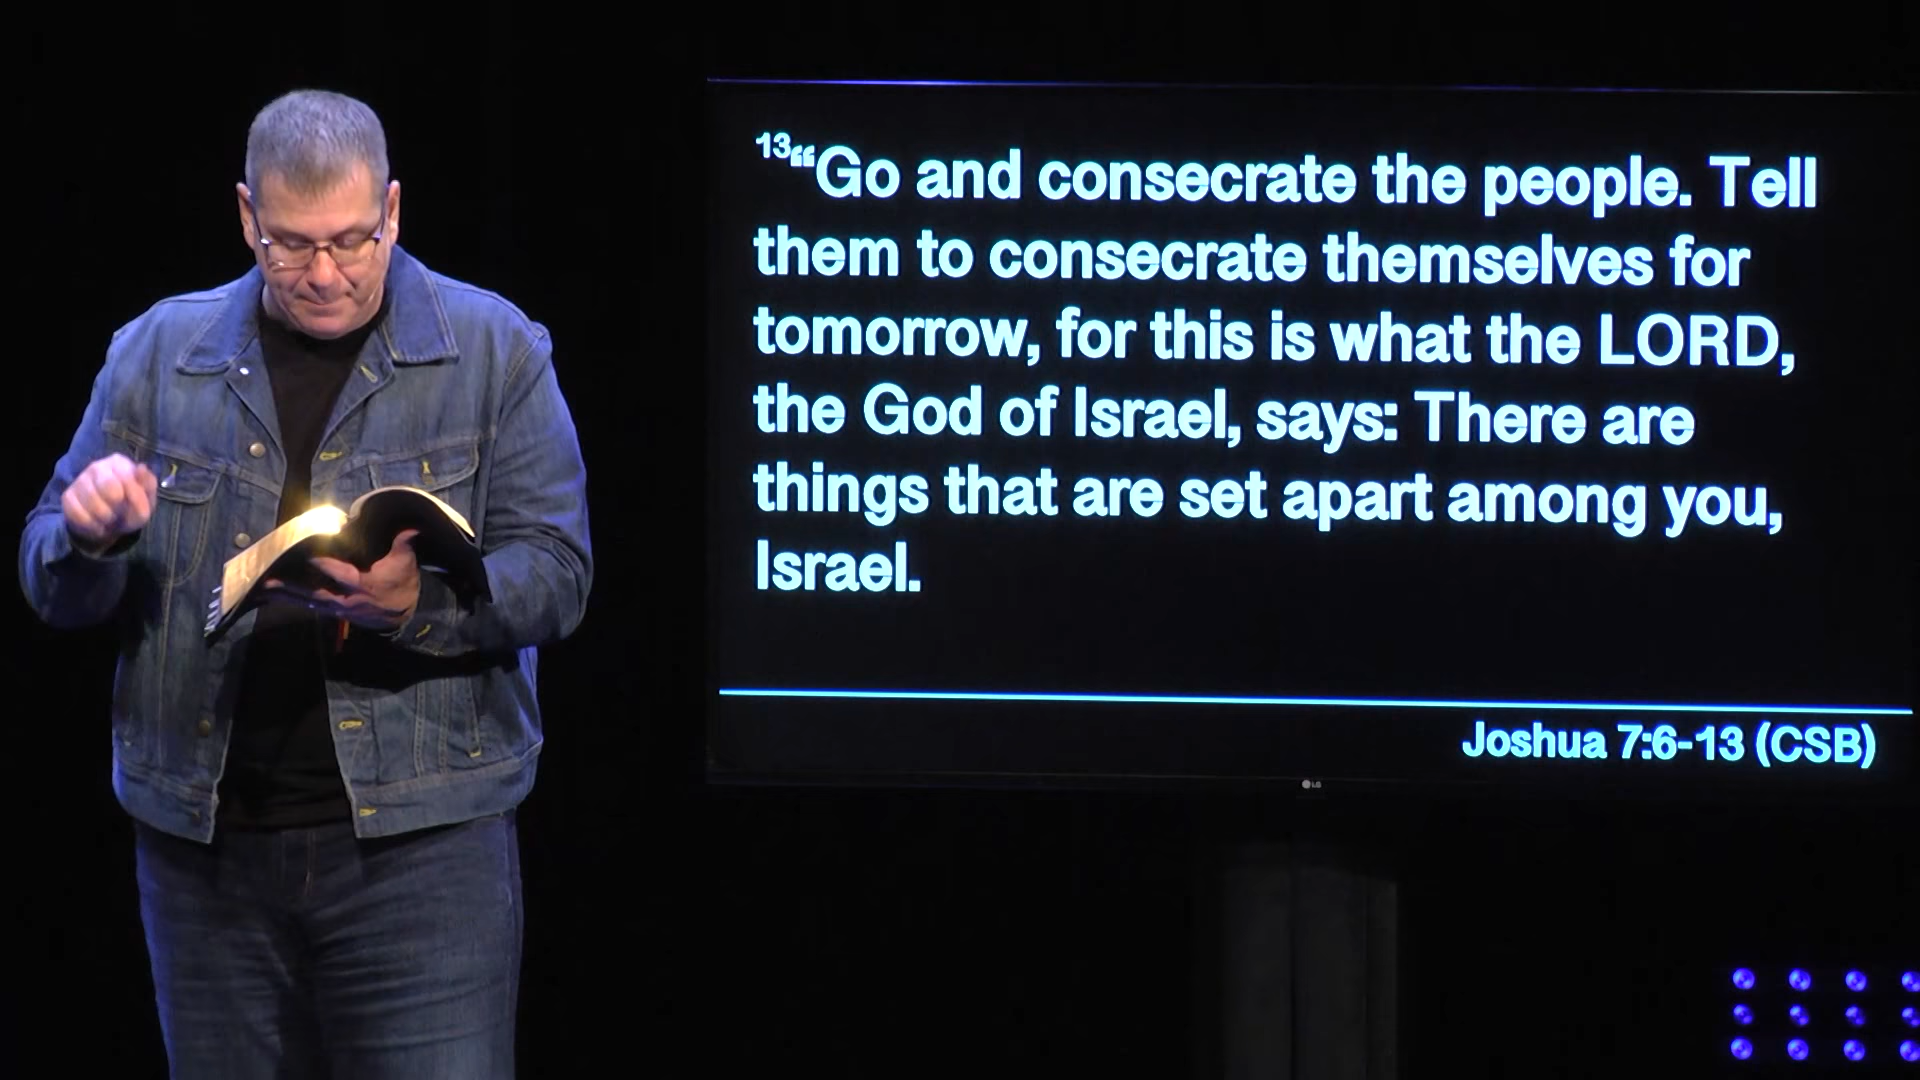 13“Go and consecrate the people. Tell
them to consecrate themselves for
tomorrow, for this is what the LORD,
the God of Israel, says: There are
things that are set apart among you,
Israel.
Joshua 7:6-13 (CSB)
LG